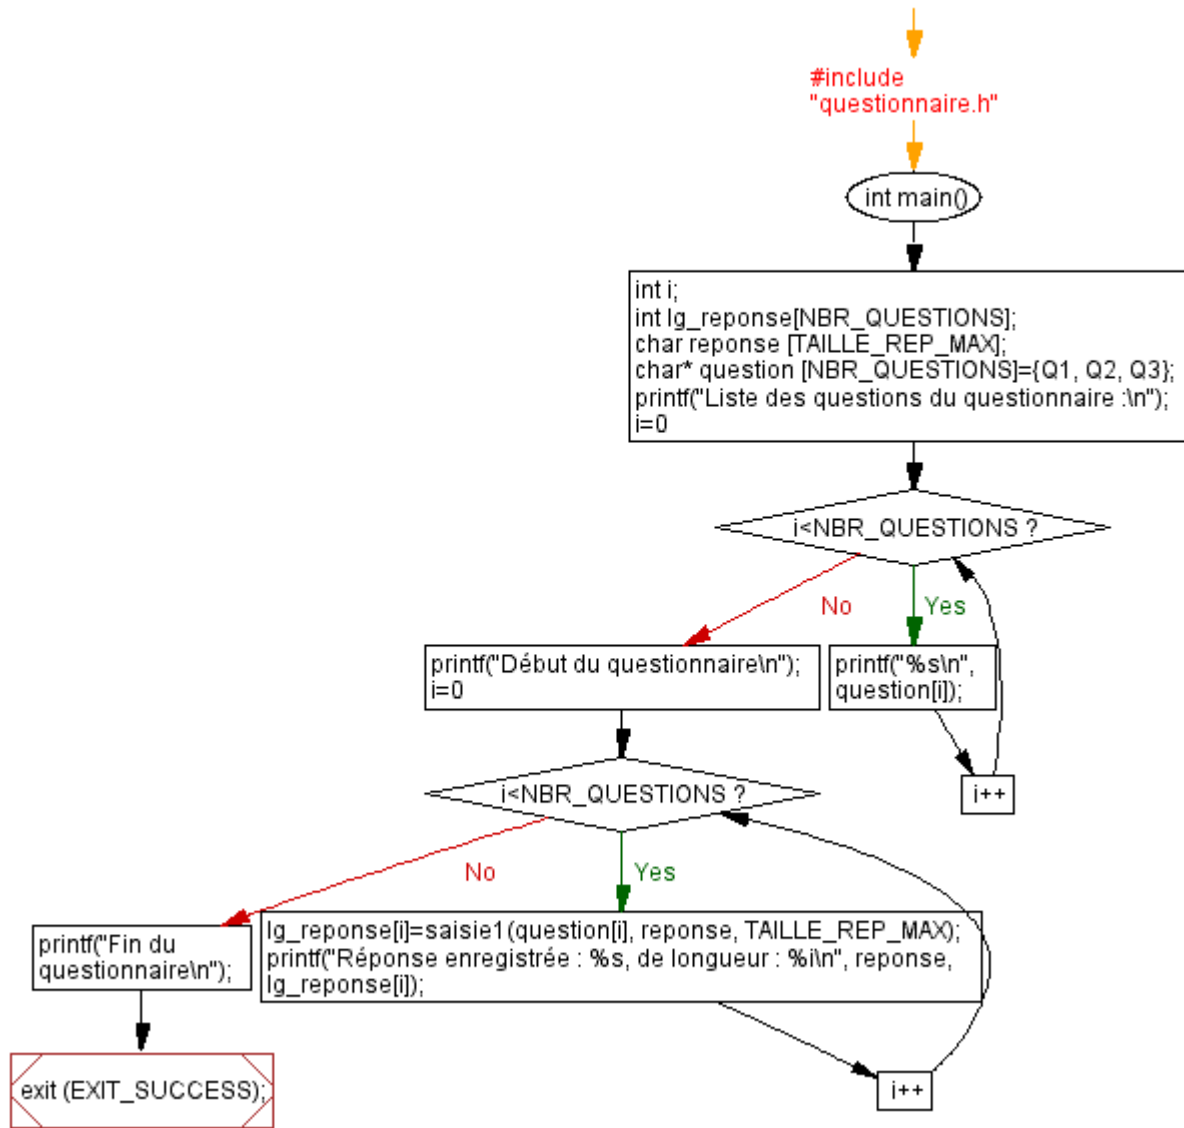 #include
"questionnaire.h"
int main()
int i;
int lg_reponse[NBR_QUESTIONS];
char reponse [TAILLE_REP_MAX];
char* question [NBR_QUESTIONS]={Q1, Q2, Q3};
printf("Liste des questions du questionnaire :\n");
i=0
i<NBR_QUESTIONS ?
No
Yes
printf("Début du questionnaire\n");
i=0
printf("%s\n",
question[i]);
i++
i<NBR_QUESTIONS ?
No
Yes
printf("Fin du
questionnaire\n");
lg_reponse[i]=saisie1(question[i], reponse, TAILLE_REP_MAX);
printf("Réponse enregistrée : %s, de longueur : %i\n", reponse,
lg_reponse[i]);
exit (EXIT_SUCCESS);
i++